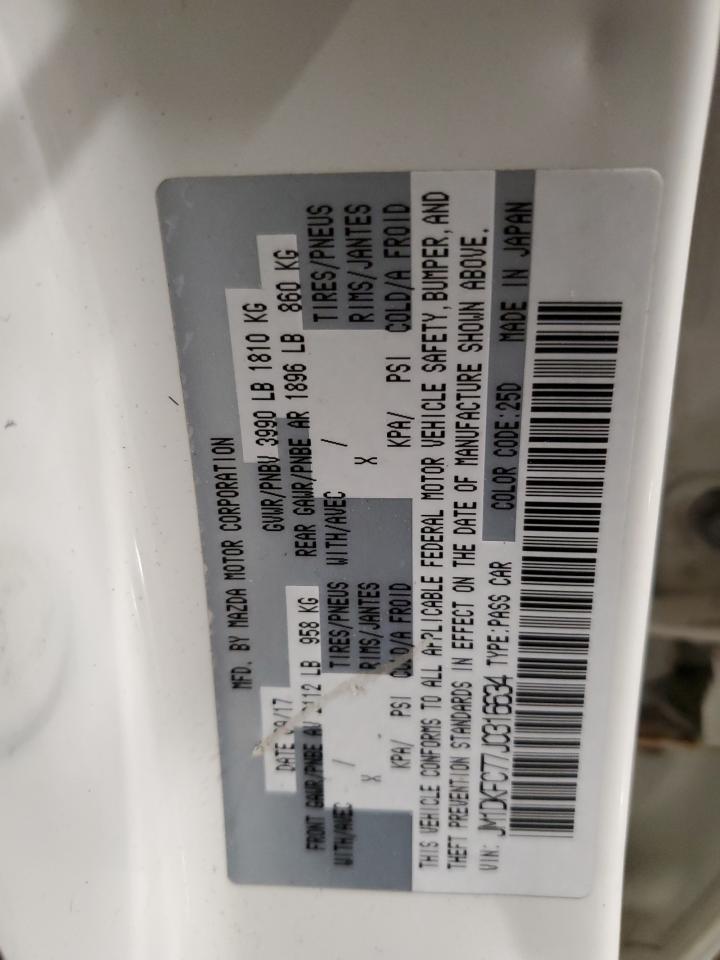 MFD. BY MAZDA MOTOR CORPORATION
DATE 9/17 GVWR/PNBV 3990 LB 1810 KG
FRONT GAWR/PNBE AV LB 958 KG REAR GAWR/PNBE AR 1896 LB 860 KG
WITH/AVEC / TIRES/PNEUS WITH/AVEC / TIRES/PNEUS
X RIMS/JANTES X RIMS/JANTES
KPA/ PSI COLD/A FROID KPA/ PSI COLD/A FROID
THIS VEHICLE CONFORMS TO ALL APPLICABLE FEDERAL MOTOR VEHICLE SAFETY, BUMPER, AND
THEFT PREVENTION STANDARDS IN EFFECT ON THE DATE OF MANUFACTURE SHOWN ABOVE.
VIN: JM1DKFC77J0316634 TYPE:PASS CAR COLOR CODE:25D MADE IN JAPAN